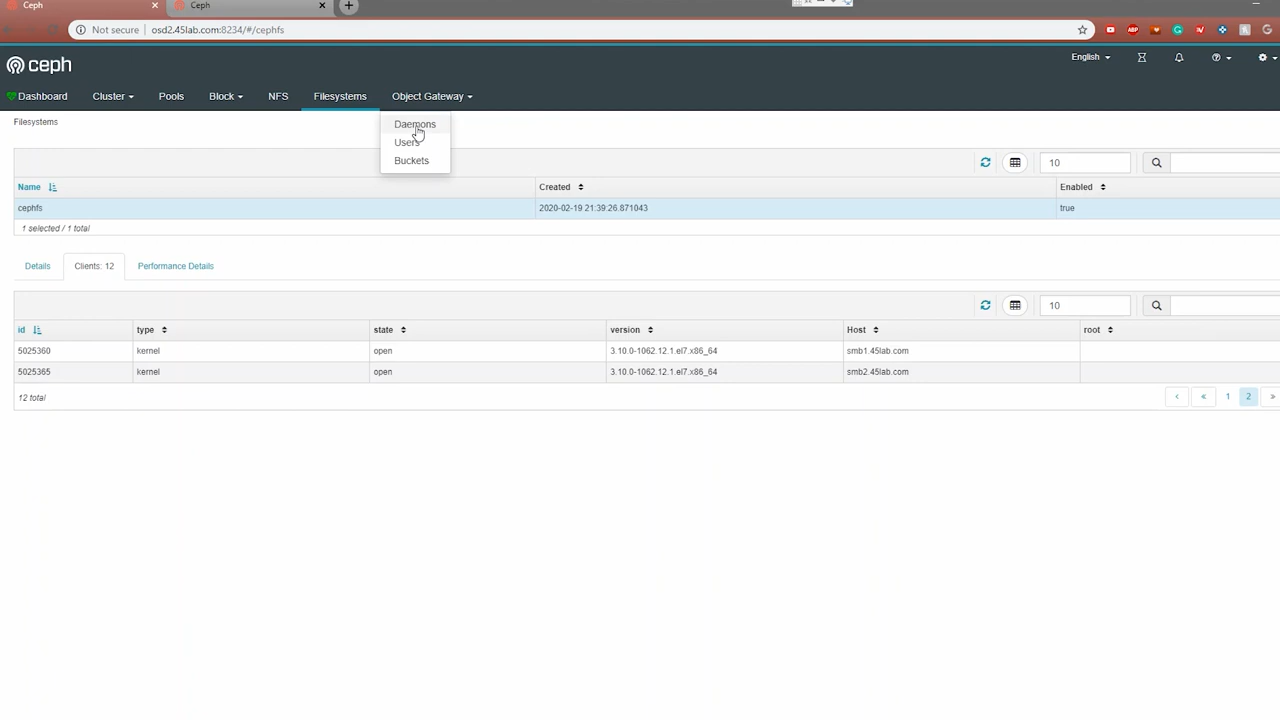 Ceph
Ceph
Not secure osd2.45lab.com:8234/#/cephfs
ceph
English
Dashboard Cluster Pools Block NFS Filesystems Object Gateway
Filesystems
Daemons
Users
Buckets
10
Name Created Enabled
cephfs 2020-02-19 21:39:26.871043 true
1 selected / 1 total
Details Clients: 12 Performance Details
10
id type state version Host root
5025360 kernel open 3.10.0-1062.12.1.el7.x86_64 smb1.45lab.com
5025365 kernel open 3.10.0-1062.12.1.el7.x86_64 smb2.45lab.com
12 total
‹ « 1 2 »